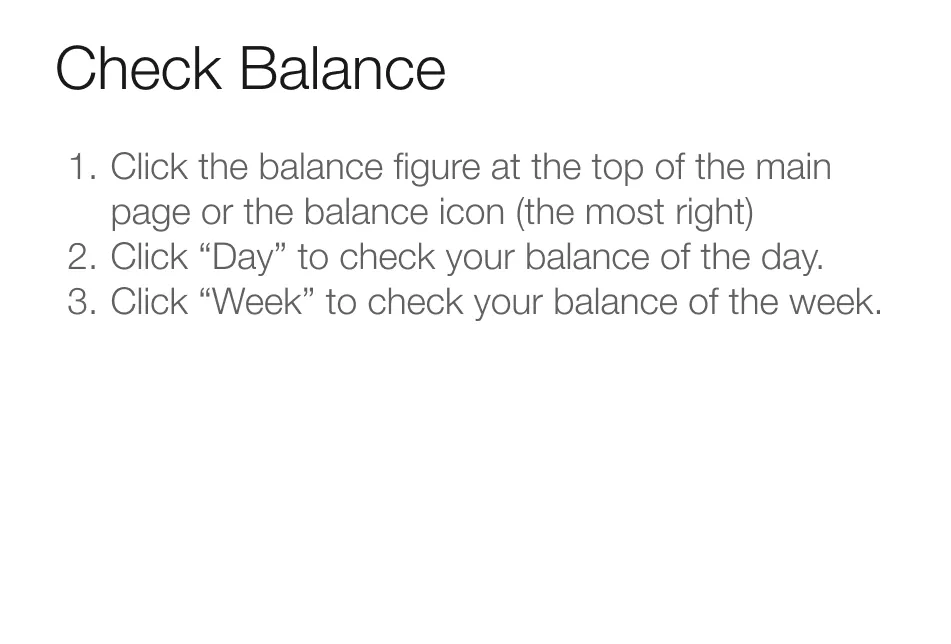 Check Balance
1. Click the balance figure at the top of the main
page or the balance icon (the most right)
2. Click “Day” to check your balance of the day.
3. Click “Week” to check your balance of the week.